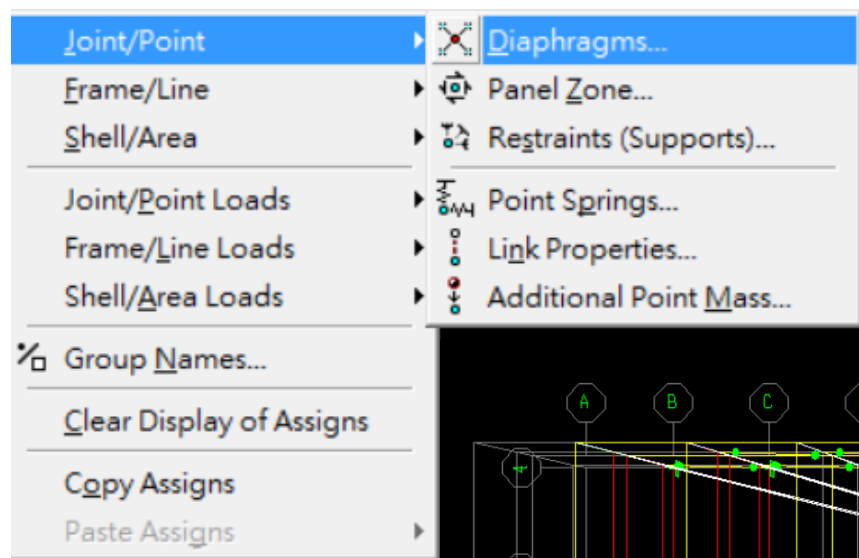 Joint/Point
Frame/Line
Shell/Area
Joint/Point Loads
Frame/Line Loads
Shell/Area Loads
Group Names...
Clear Display of Assigns
Copy Assigns
Paste Assigns
Diaphragms...
Panel Zone...
Restraints (Supports)...
Point Springs...
Link Properties...
Additional Point Mass...
A B C
4